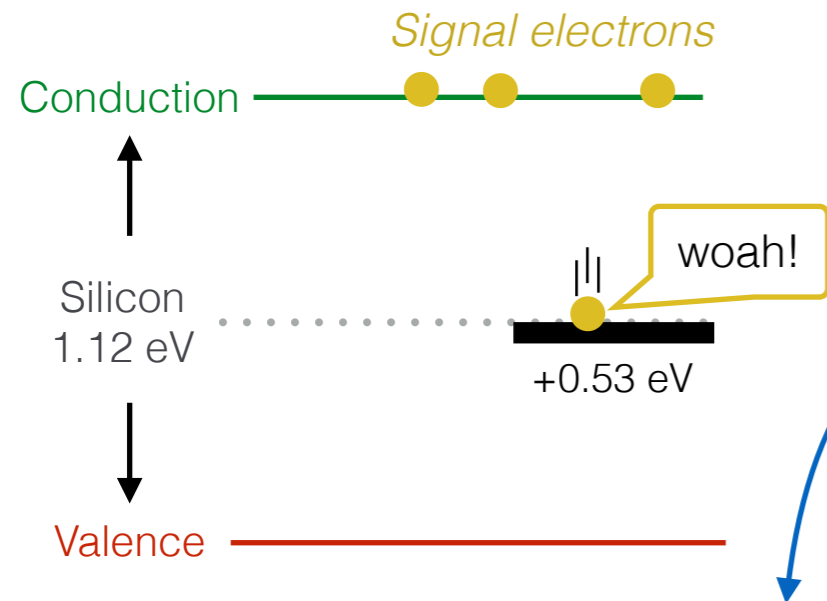 Signal electrons
Conduction
woah!
Silicon
1.12 eV
+0.53 eV
Valence